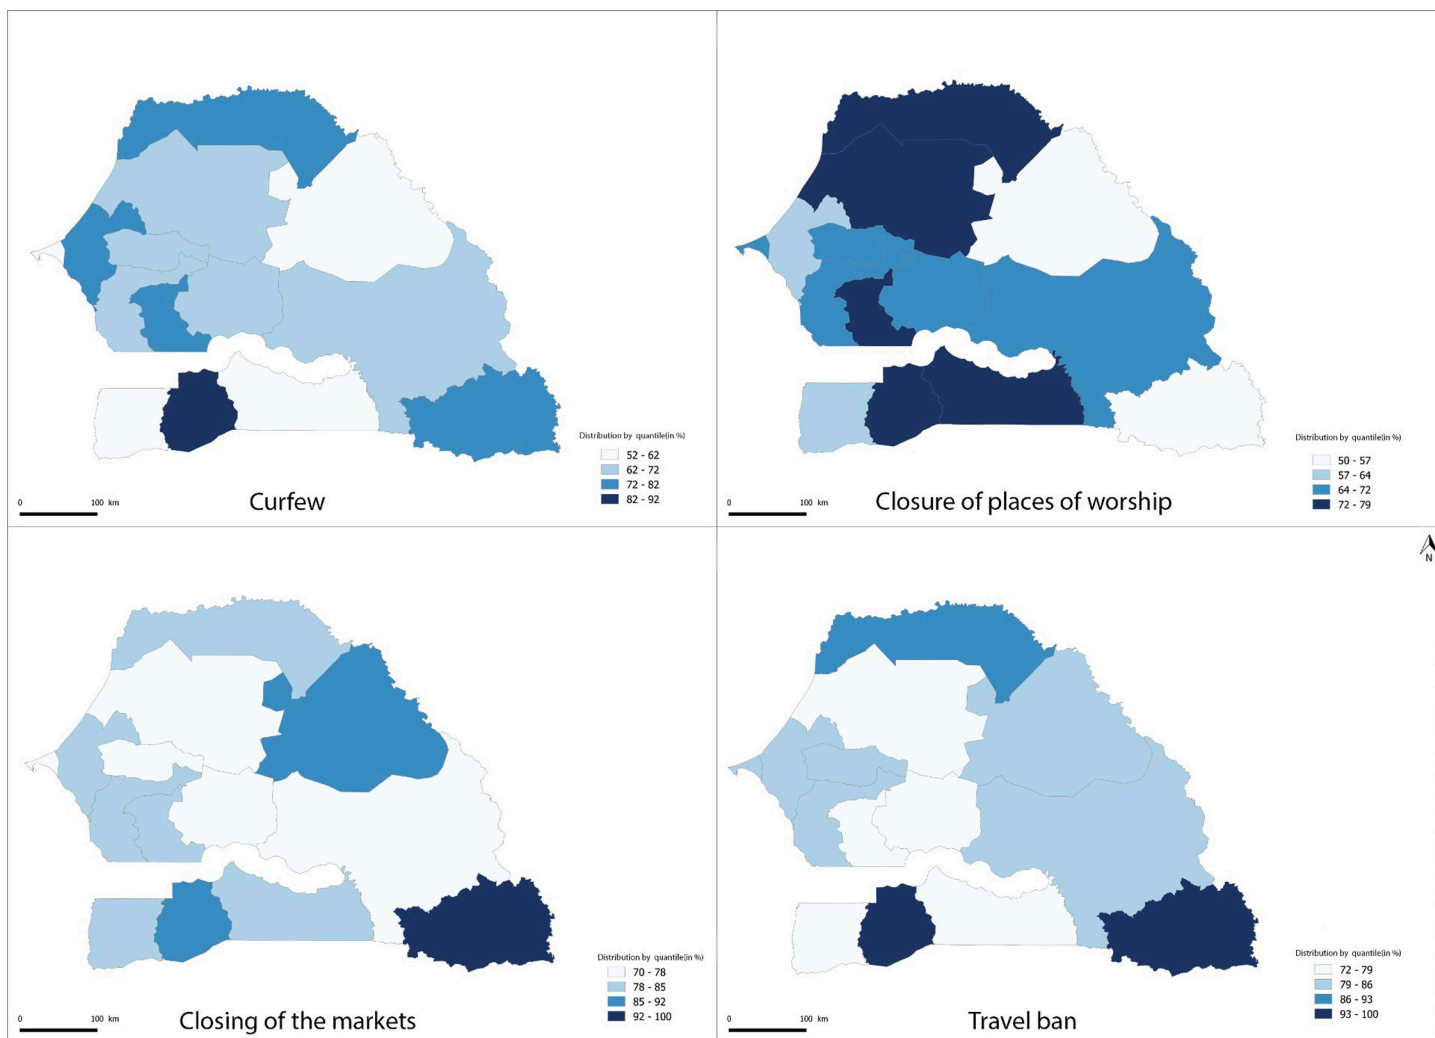 Distribution by quantile(in %)
52 - 62
62 - 72
72 - 82
82 - 92
0 100 km
Curfew
Distribution by quantile(in %)
50 - 57
57 - 64
64 - 72
72 - 79
0 100 km
Closure of places of worship
N
Distribution by quantile(in %)
70 - 78
78 - 85
85 - 92
92 - 100
0 100 km
Closing of the markets
Distribution by quantile(in %)
72 - 79
79 - 86
86 - 93
93 - 100
0 100 km
Travel ban